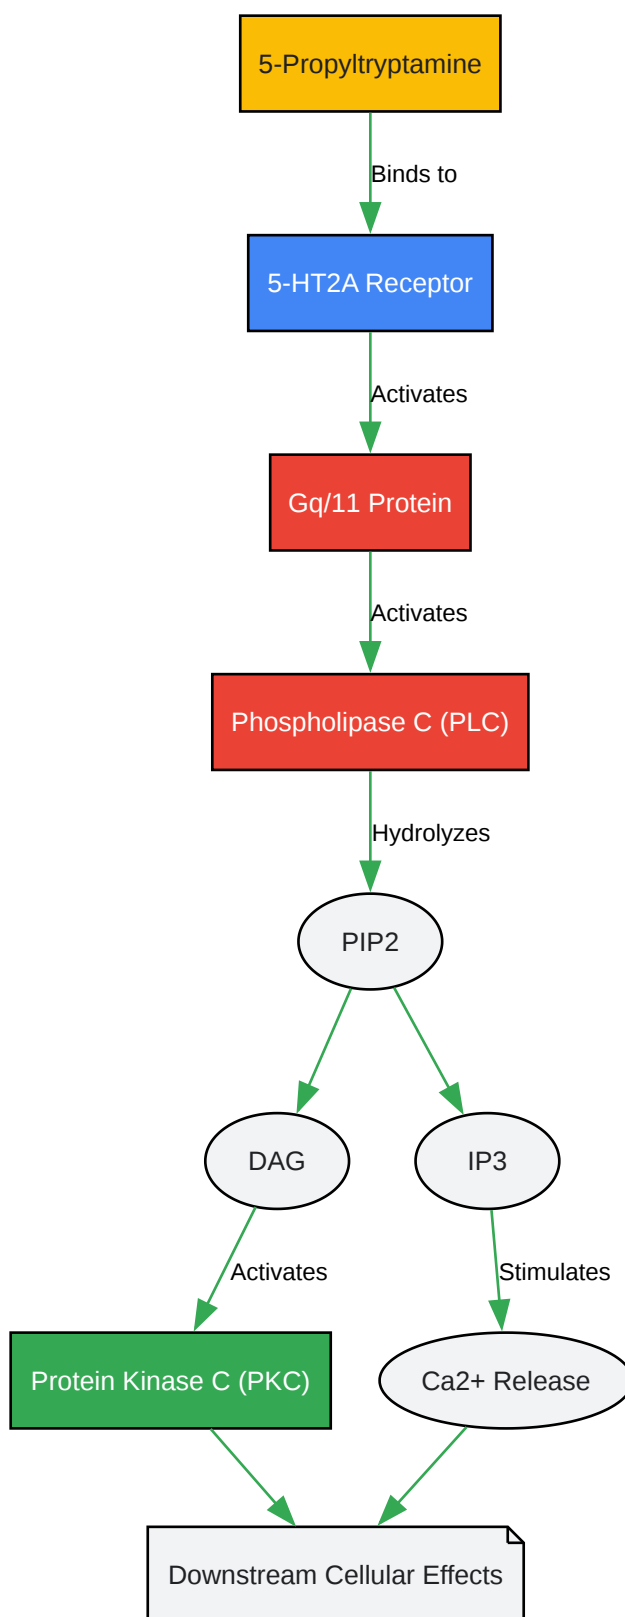 5-Propyltryptamine
Binds to
5-HT2A Receptor
Activates
Gq/11 Protein
Activates
Phospholipase C (PLC)
Hydrolyzes
PIP2
DAG
IP3
Activates
Stimulates
Protein Kinase C (PKC)
Ca2+ Release
Downstream Cellular Effects